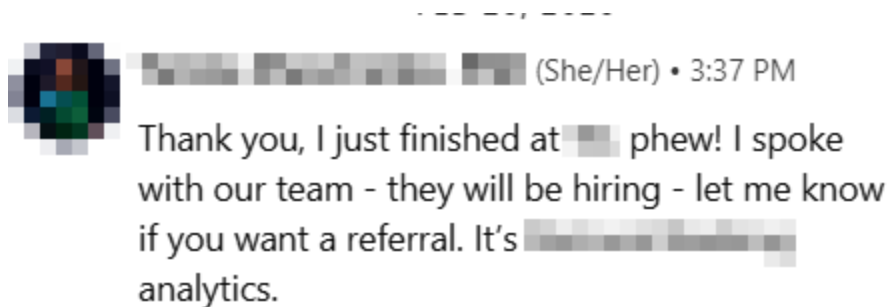 (She/Her) • 3:37 PM
Thank you, I just finished at phew! I spoke
with our team - they will be hiring - let me know
if you want a referral. It’s
analytics.